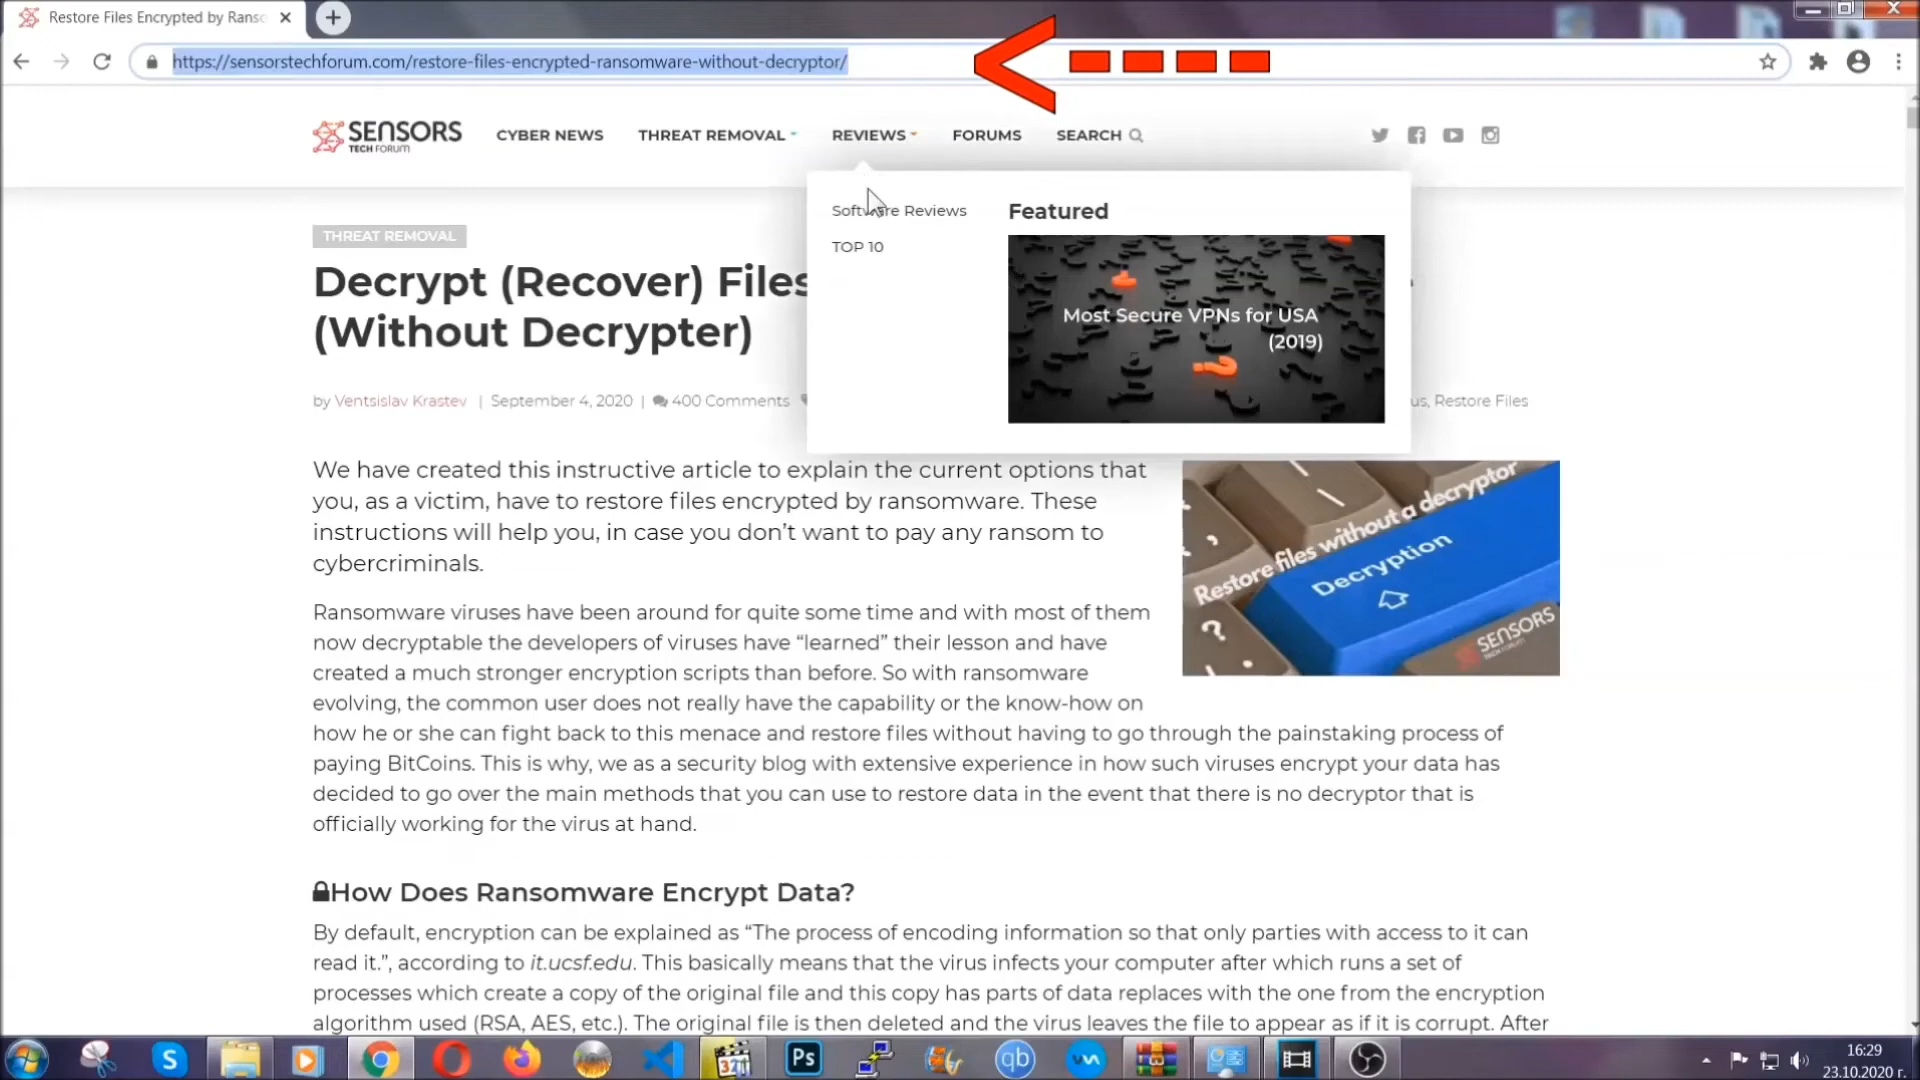 Restore Files Encrypted by Ranso
https://sensorstechforum.com/restore-files-encrypted-ransomware-without-decryptor/
SENSORS
TECH FORUM
CYBER NEWS
THREAT REMOVAL
REVIEWS
FORUMS
SEARCH
Software Reviews
TOP 10
Featured
Most Secure VPNs for USA
(2019)
THREAT REMOVAL
Decrypt (Recover) Files
(Without Decrypter)
by Ventsislav Krastev | September 4, 2020 | 400 Comments
us, Restore Files
We have created this instructive article to explain the current options that
you, as a victim, have to restore files encrypted by ransomware. These
instructions will help you, in case you don’t want to pay any ransom to
cybercriminals.
Restore files without a decryptor
Decryption
SENSORS
Ransomware viruses have been around for quite some time and with most of them
now decryptable the developers of viruses have “learned” their lesson and have
created a much stronger encryption scripts than before. So with ransomware
evolving, the common user does not really have the capability or the know-how on
how he or she can fight back to this menace and restore files without having to go through the painstaking process of
paying BitCoins. This is why, we as a security blog with extensive experience in how such viruses encrypt your data has
decided to go over the main methods that you can use to restore data in the event that there is no decryptor that is
officially working for the virus at hand.
How Does Ransomware Encrypt Data?
By default, encryption can be explained as “The process of encoding information so that only parties with access to it can
read it.”, according to it.ucsf.edu. This basically means that the virus infects your computer after which runs a set of
processes which create a copy of the original file and this copy has parts of data replaces with the one from the encryption
algorithm used (RSA, AES, etc.). The original file is then deleted and the virus leaves the file to appear as if it is corrupt. After
S
321
Ps
qb
16:29
23.10.2020 г.